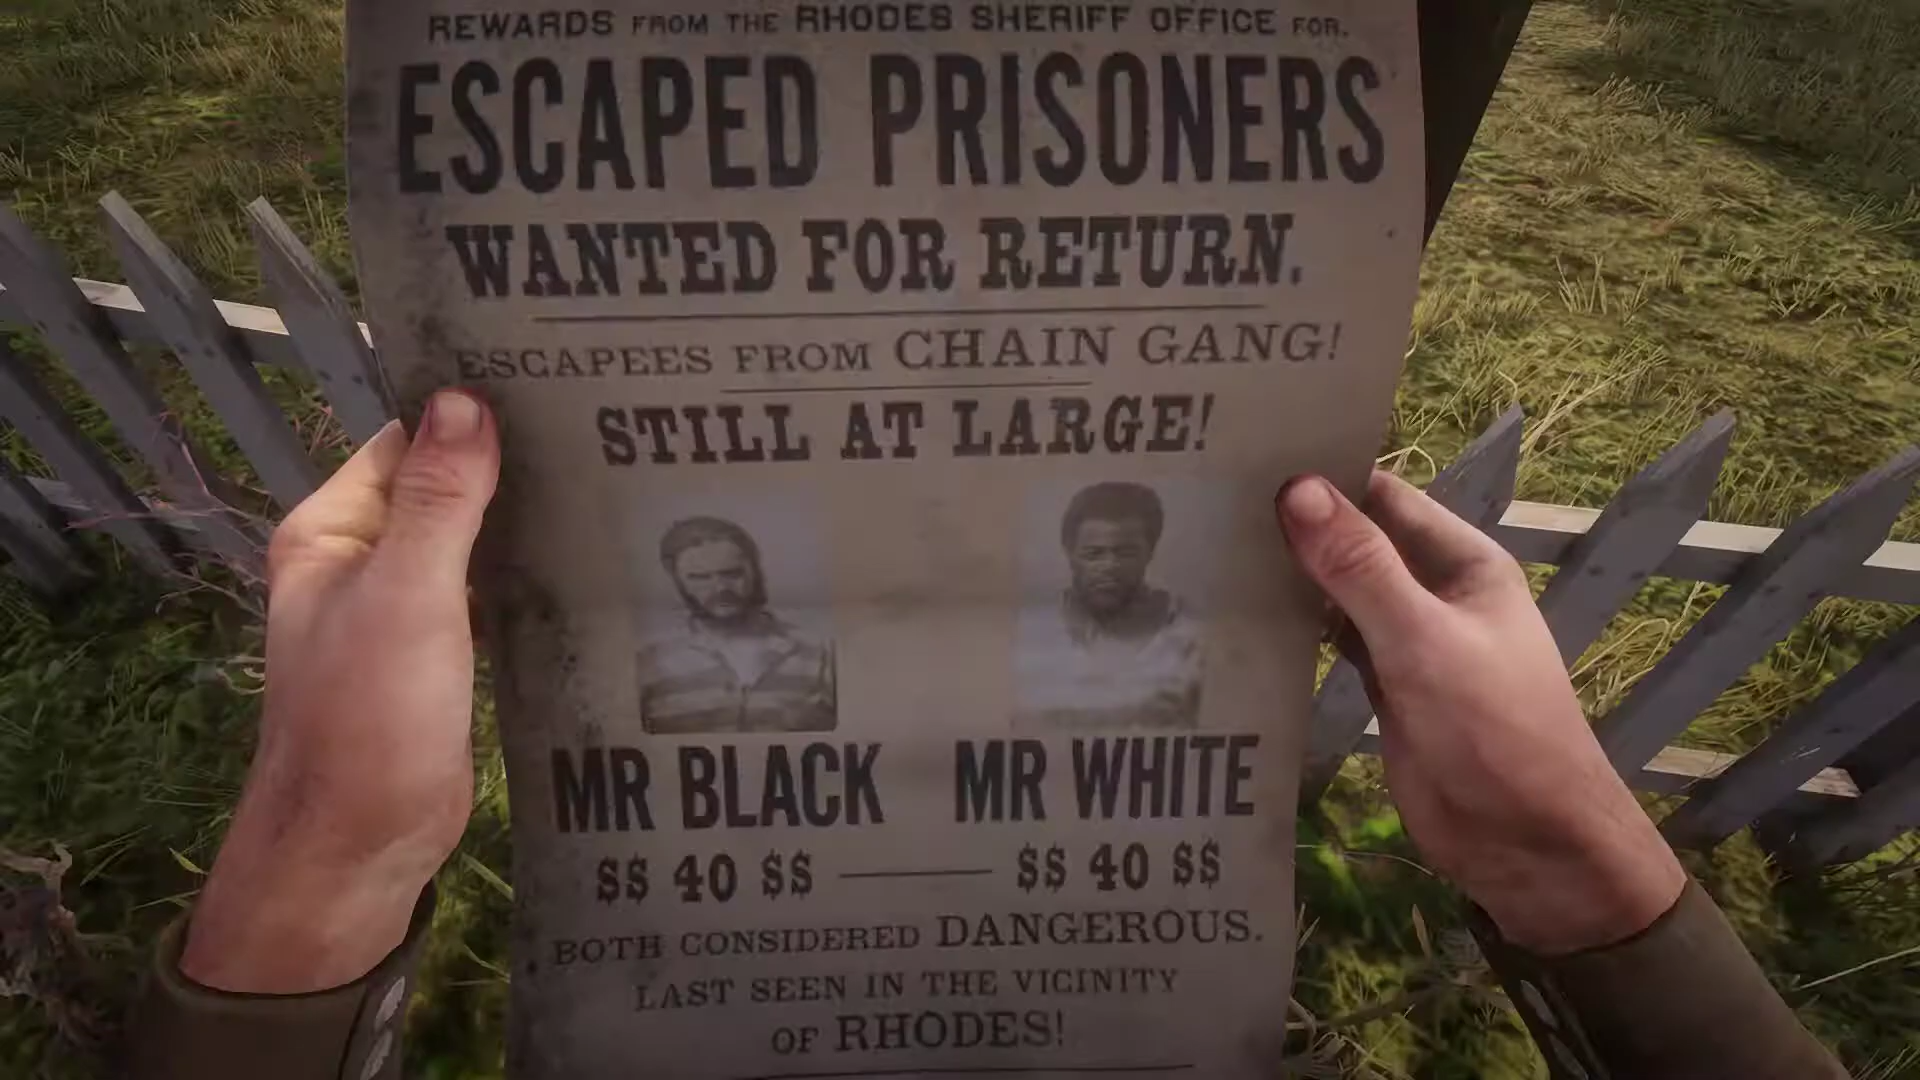 REWARDS FROM THE RHODES SHERIFF OFFICE FOR.
ESCAPED PRISONERS
WANTED FOR RETURN.
ESCAPEES FROM CHAIN GANG!
STILL AT LARGE!
MR BLACK MR WHITE
$$ 40 $$ $$ 40 $$
BOTH CONSIDERED DANGEROUS.
LAST SEEN IN THE VICINITY
OF RHODES!